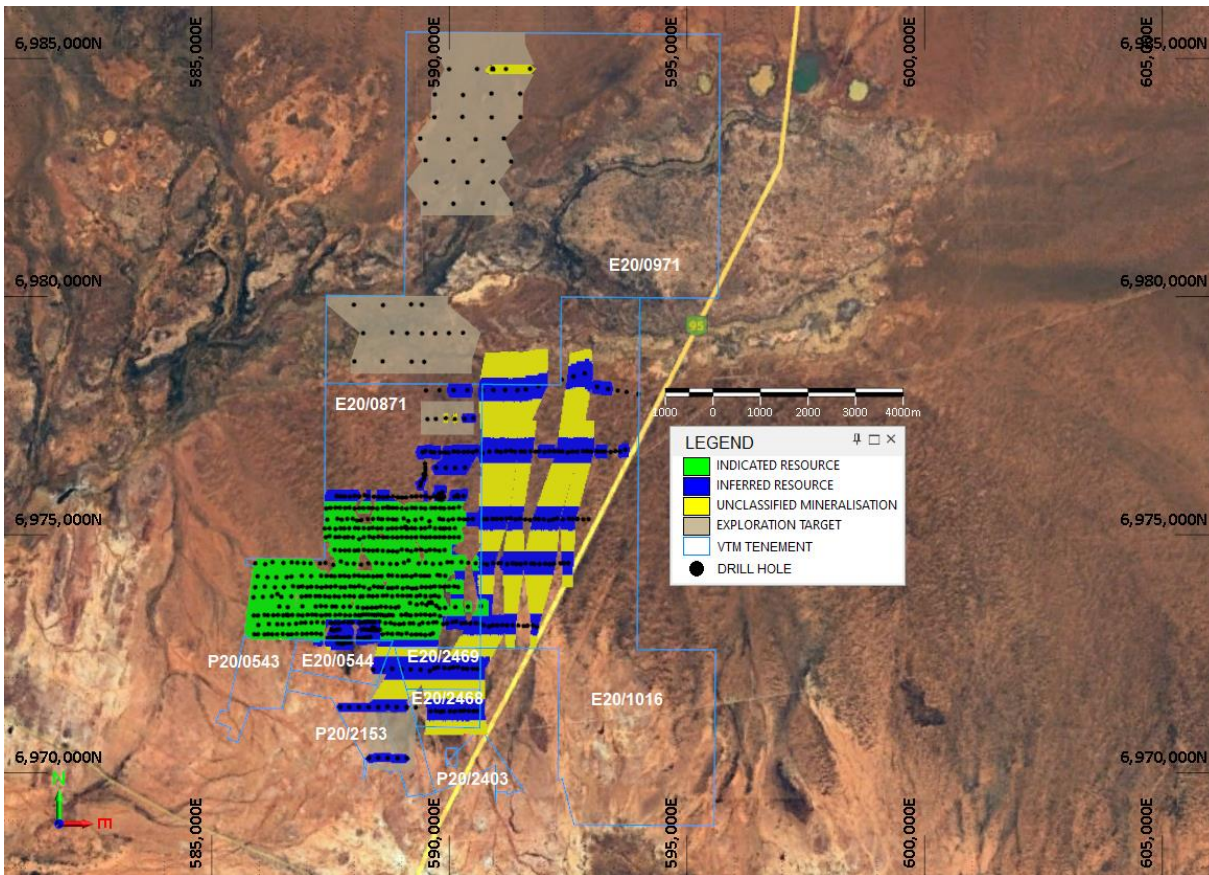 585,000E
590,000E
595,000E
600,000E
605,000E
6,985,000N
6,985,000N
E20/0971
6,980,000N
6,980,000N
95
E20/0871
1000
0
1000
2000
3000
4000m
LEGEND
INDICATED RESOURCE
INFERRED RESOURCE
UNCLASSIFIED MINERALISATION
EXPLORATION TARGET
VTM TENEMENT
DRILL HOLE
6,975,000N
6,975,000N
P20/0543
E20/0544
E20/2469
E20/2468
E20/1016
P20/2153
P20/2403
6,970,000N
6,970,000N
N
E
585,000E
590,000E
595,000E
600,000E
605,000E